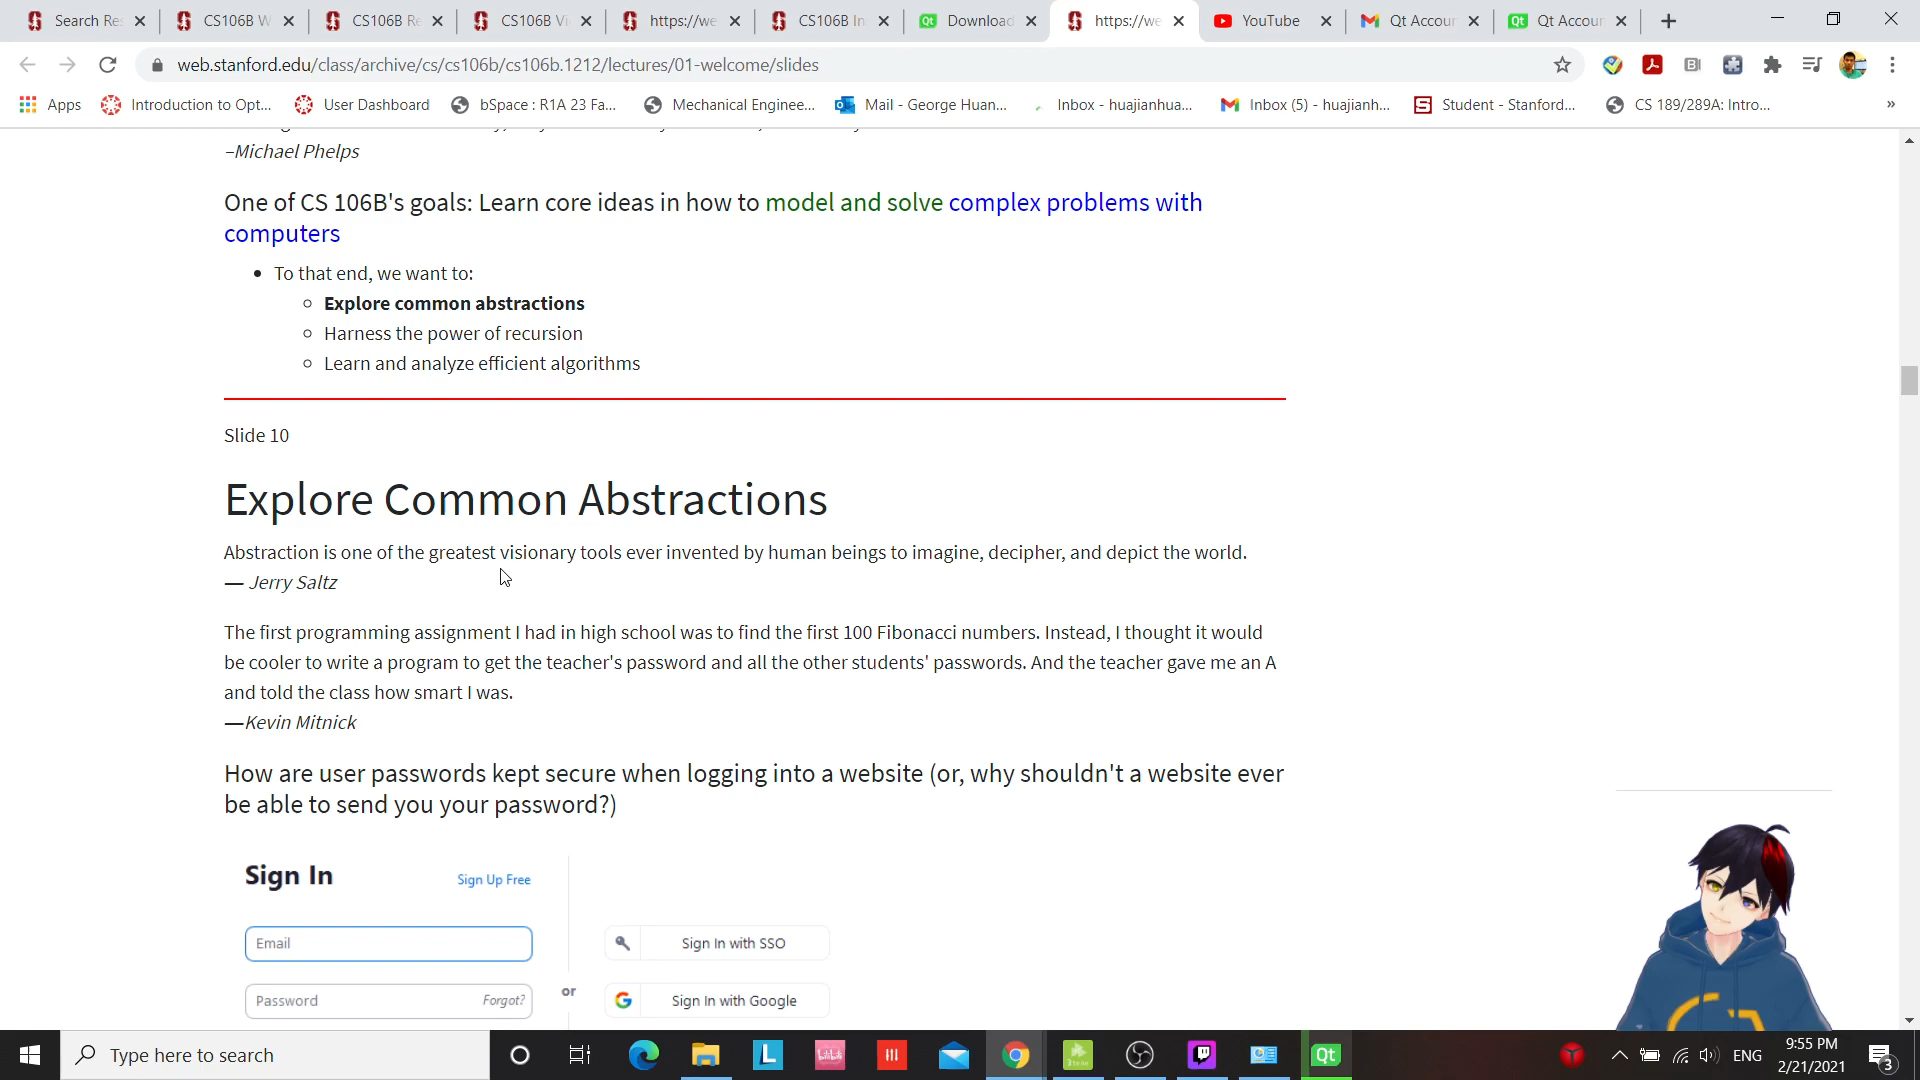 Search Res
CS106B W
CS106B Re
CS106B Vi
https://we
CS106B In
Download
https://we
YouTube
Qt Accoun
Qt Accoun
web.stanford.edu/class/archive/cs/cs106b/cs106b.1212/lectures/01-welcome/slides
Apps
Introduction to Opt...
User Dashboard
bSpace : R1A 23 Fa...
Mechanical Enginee...
Mail - George Huan...
Inbox - huajianhua...
Inbox (5) - huajianh...
Student - Stanford...
CS 189/289A: Intro...
»
–Michael Phelps
One of CS 106B's goals: Learn core ideas in how to model and solve complex problems with
computers
• To that end, we want to:
Explore common abstractions
Harness the power of recursion
Learn and analyze efficient algorithms
Slide 10
Explore Common Abstractions
Abstraction is one of the greatest visionary tools ever invented by human beings to imagine, decipher, and depict the world.
— Jerry Saltz
The first programming assignment I had in high school was to find the first 100 Fibonacci numbers. Instead, I thought it would
be cooler to write a program to get the teacher's password and all the other students' passwords. And the teacher gave me an A
and told the class how smart I was.
—Kevin Mitnick
How are user passwords kept secure when logging into a website (or, why shouldn't a website ever
be able to send you your password?)
Sign In
Sign Up Free
Email
Password
Forgot?
or
Sign In with SSO
Sign In with Google
Type here to search
ENG
9:55 PM
2/21/2021
3